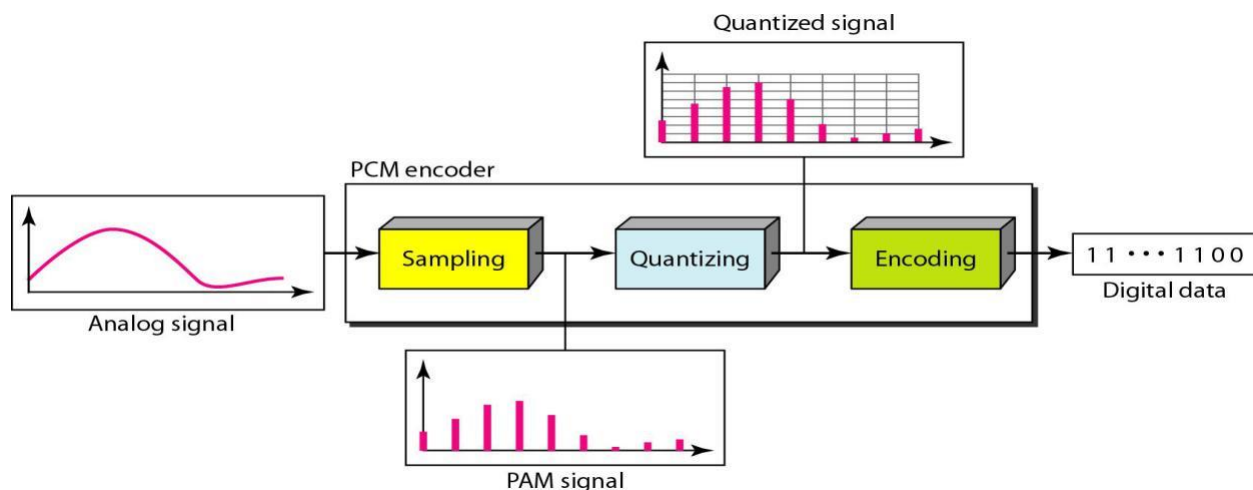 Quantized signal
PCM encoder
Sampling
Quantizing
Encoding
11 ••• 1100
Digital data
Analog signal
PAM signal